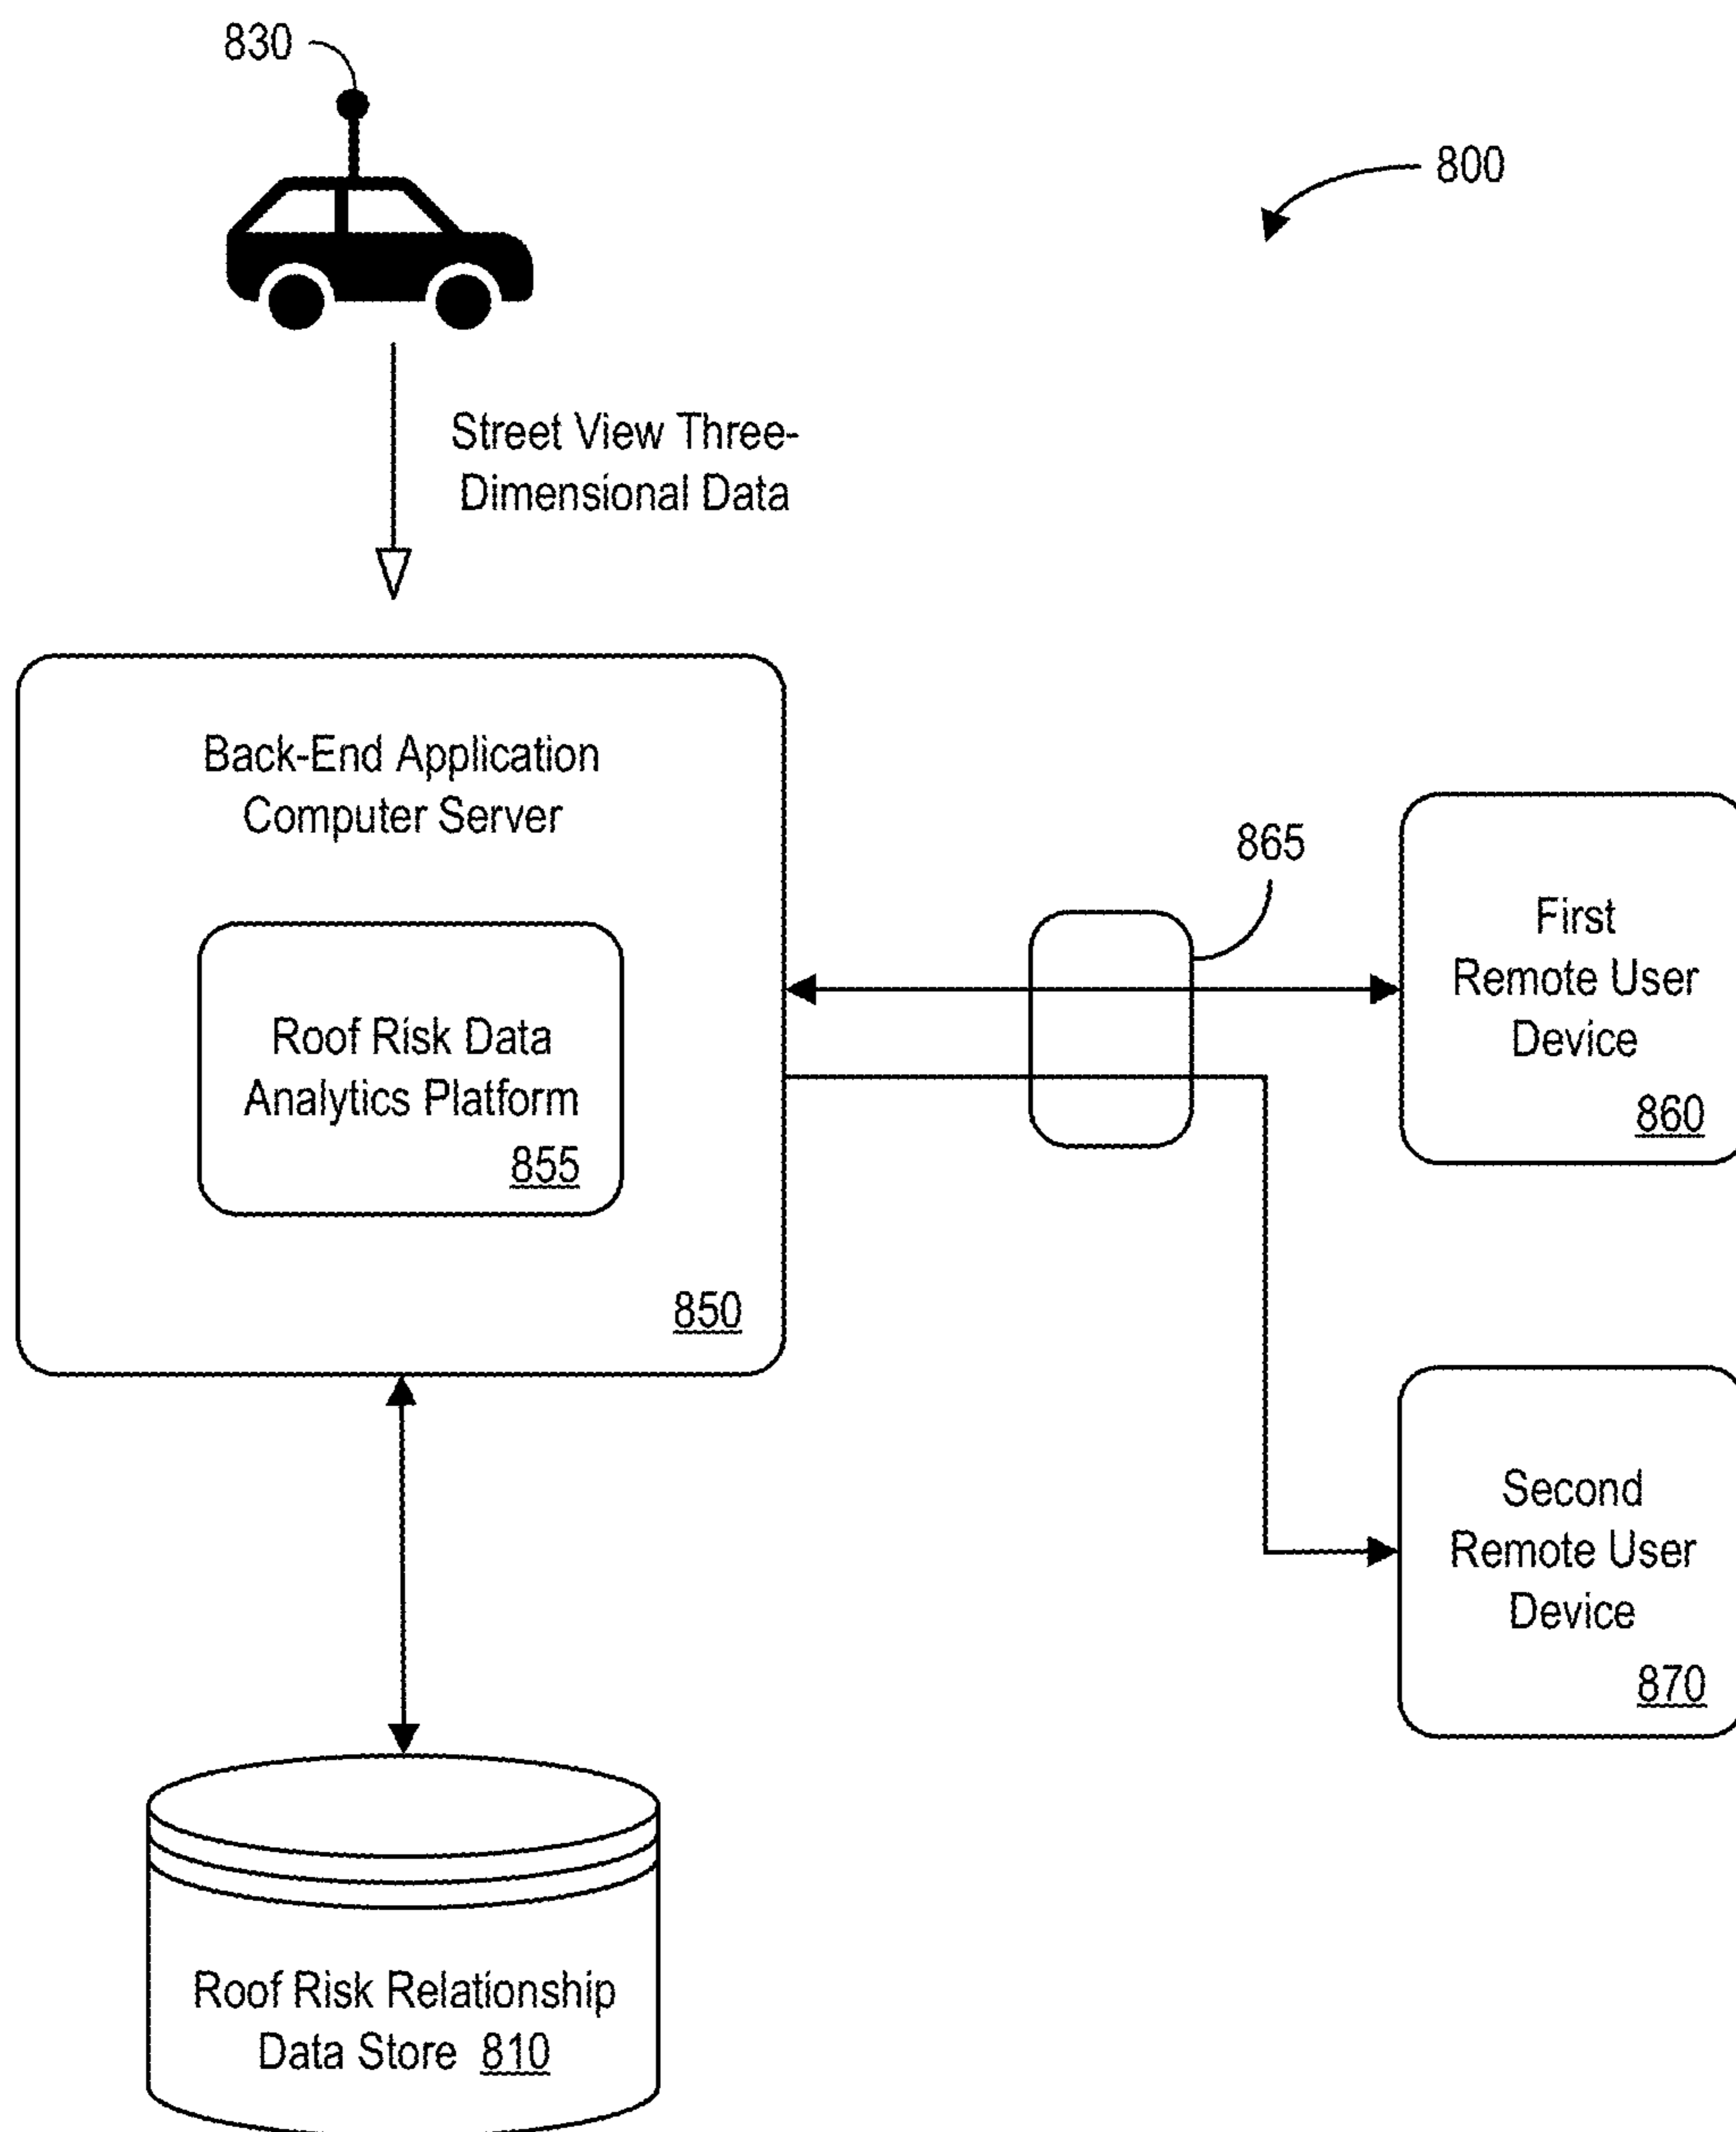 830
800
Street View Three-
Dimensional Data
Back-End Application
Computer Server
Roof Risk Data
Analytics Platform
855
850
865
First
Remote User
Device
860
Second
Remote User
Device
870
Roof Risk Relationship
Data Store 810